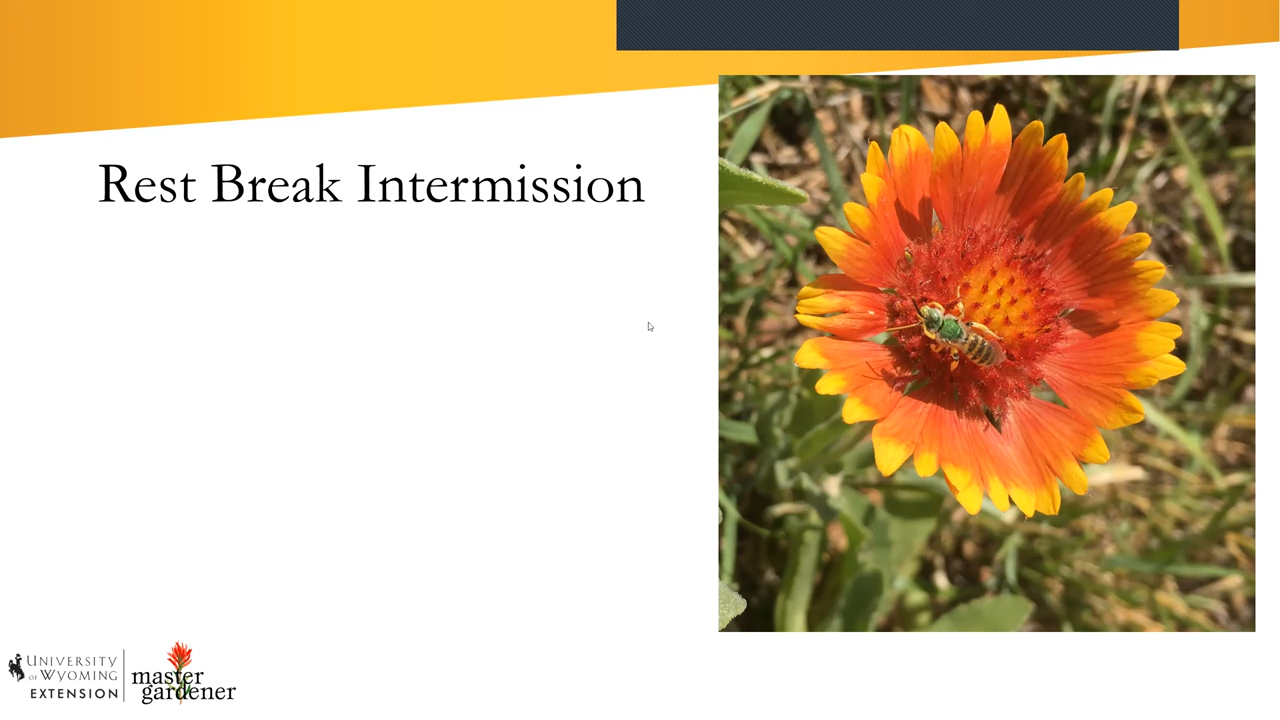 Rest Break Intermission
UNIVERSITY
OF WYOMING
EXTENSION
master
gardener